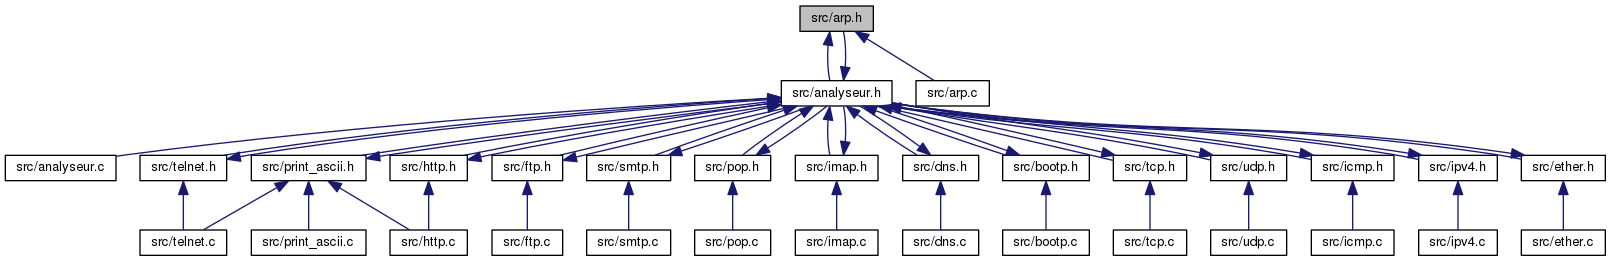 src/arp.h
src/analyseur.h
src/arp.c
src/analyseur.c
src/telnet.h
src/print_ascii.h
src/http.h
src/ftp.h
src/smtp.h
src/pop.h
src/imap.h
src/dns.h
src/bootp.h
src/tcp.h
src/udp.h
src/icmp.h
src/ipv4.h
src/ether.h
src/telnet.c
src/print_ascii.c
src/http.c
src/ftp.c
src/smtp.c
src/pop.c
src/imap.c
src/dns.c
src/bootp.c
src/tcp.c
src/udp.c
src/icmp.c
src/ipv4.c
src/ether.c